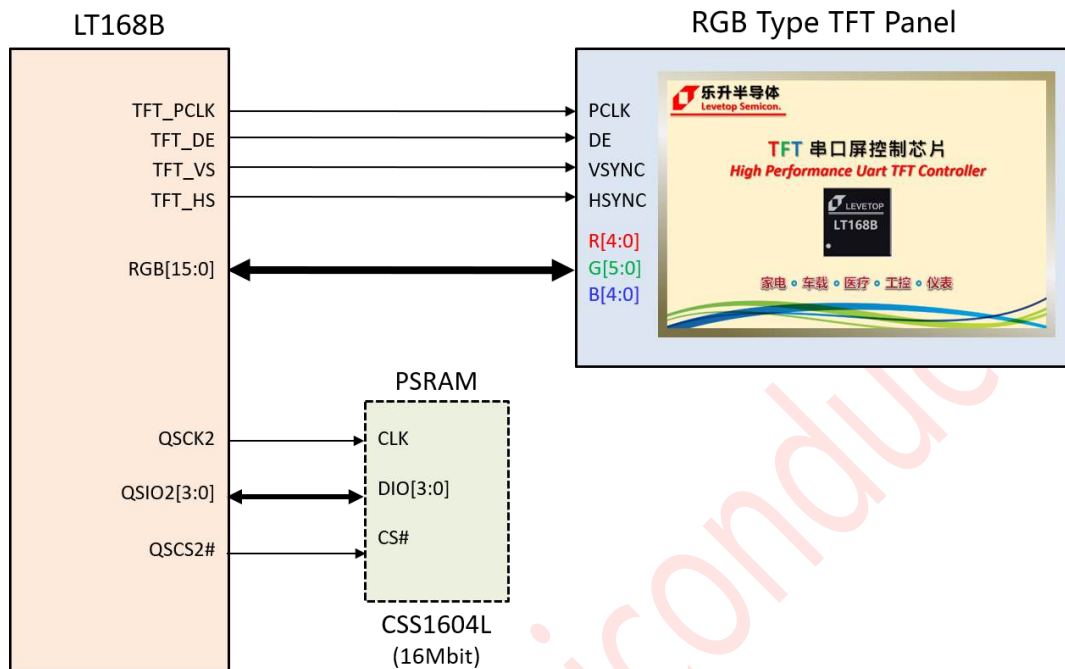 LT168B
RGB Type TFT Panel
TFT_PCLK
TFT_DE
TFT_VS
TFT_HS
RGB[15:0]
PCLK
DE
VSYNC
HSYNC
R[4:0]
G[5:0]
B[4:0]
乐升半导体
Levetop Semicon.
TFT 串口屏控制芯片
High Performance Uart TFT Controller
LEVETOP
LT168B
家电 • 车载 • 医疗 • 工控 • 仪表
PSRAM
QSCK2
QSIO2[3:0]
QSCS2#
CLK
DIO[3:0]
CS#
CSS1604L
(16Mbit)